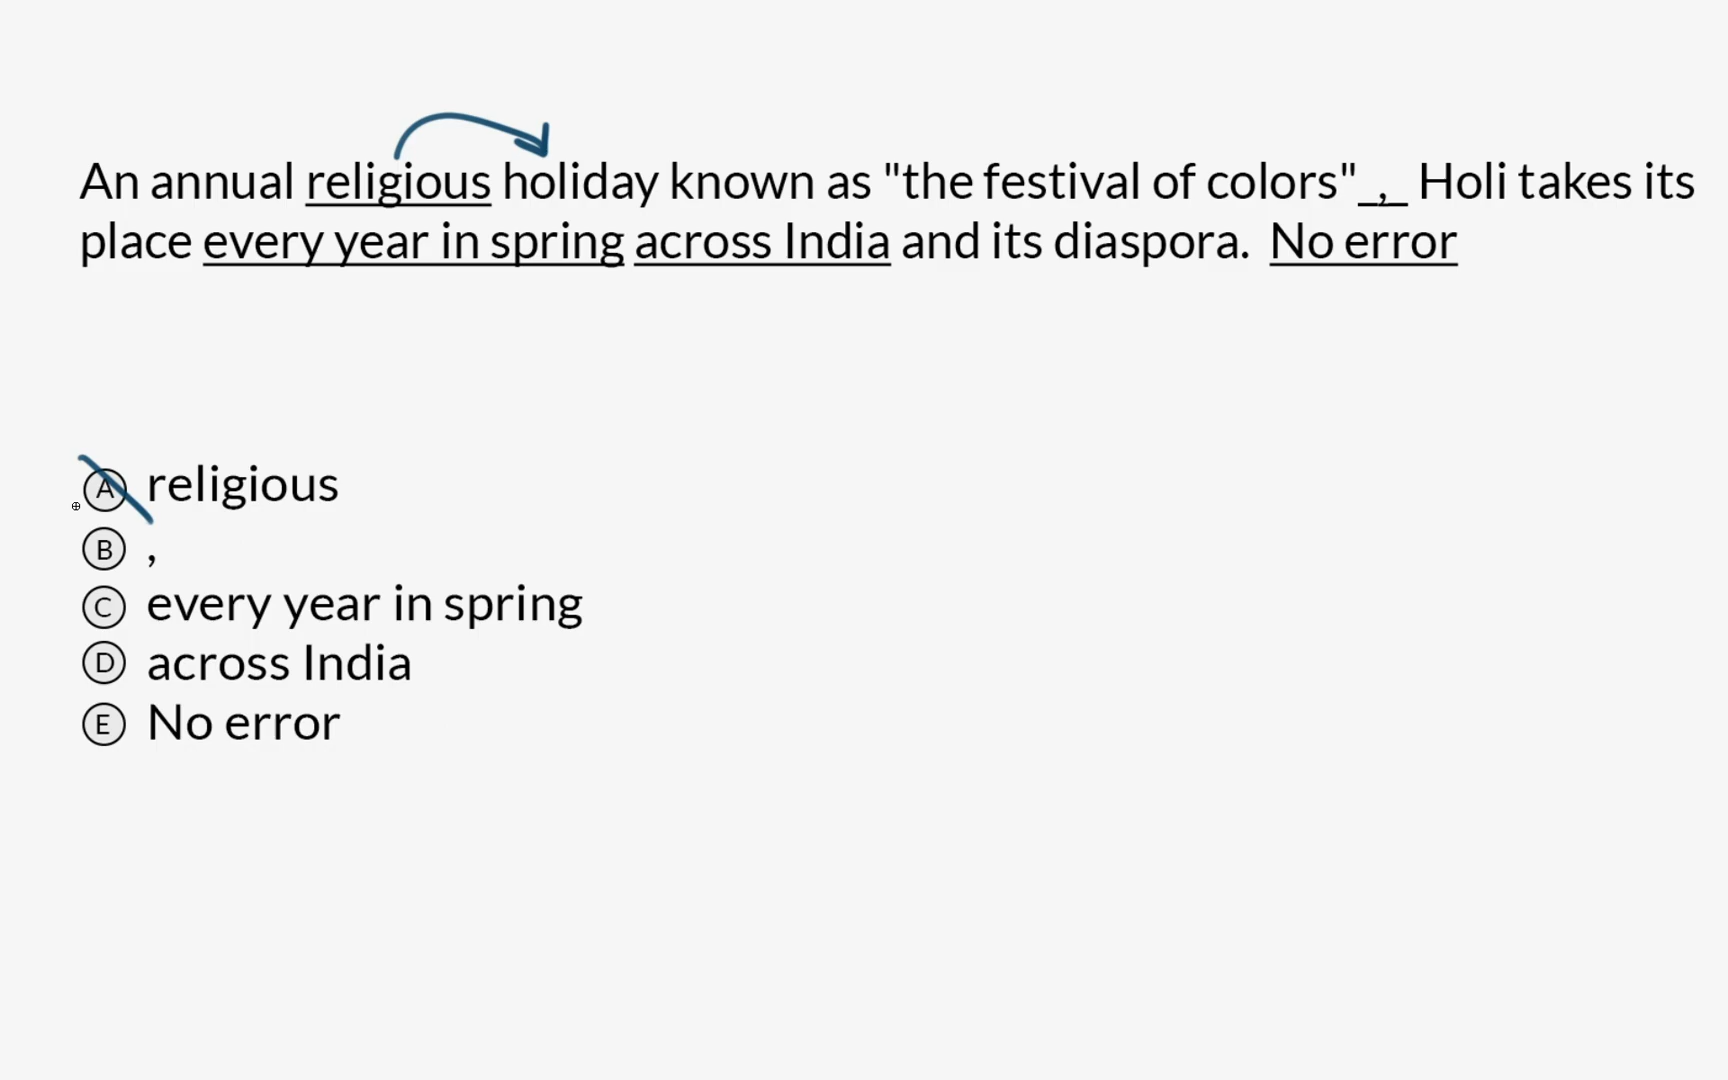 An annual religious holiday known as "the festival of colors"_,_ Holi takes its
place every year in spring across India and its diaspora. No error
A religious
B ,
C every year in spring
D across India
E No error